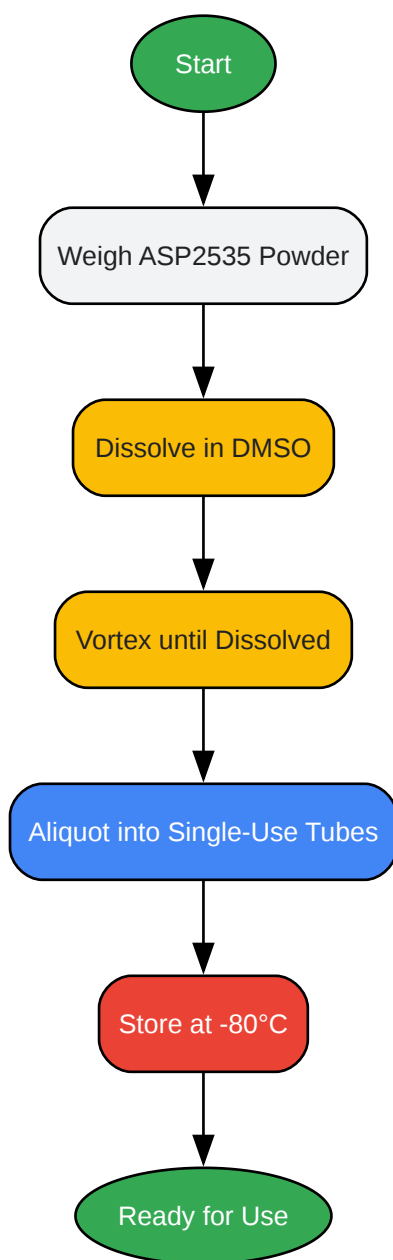 Start
Weigh ASP2535 Powder
Dissolve in DMSO
Vortex until Dissolved
Aliquot into Single-Use Tubes
Store at -80°C
Ready for Use